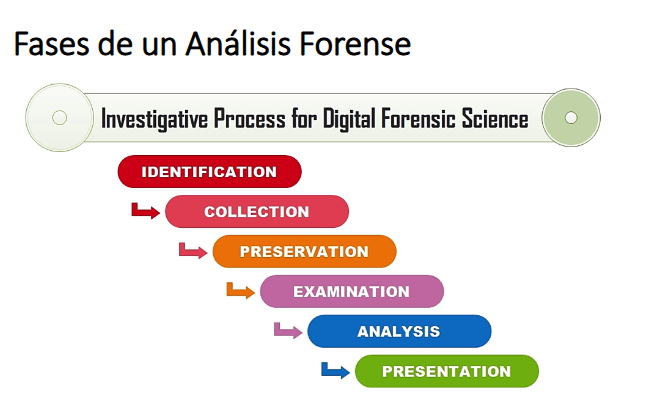 Fases de un Análisis Forense
Investigative Process for Digital Forensic Science
IDENTIFICATION
COLLECTION
PRESERVATION
EXAMINATION
ANALYSIS
PRESENTATION